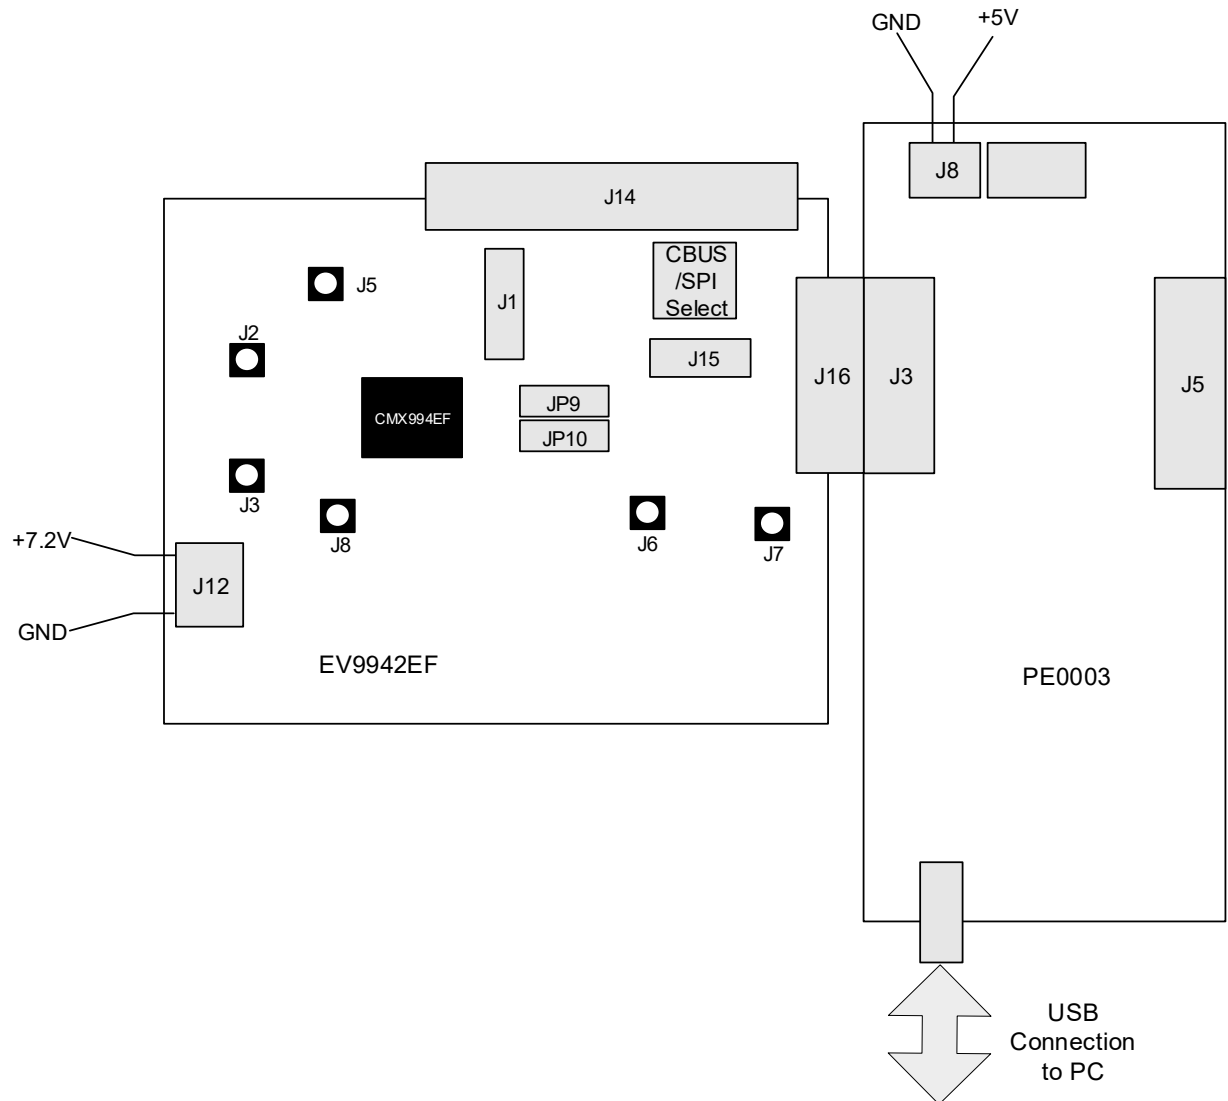 GND
+5V
J8
J14
CBUS
/SPI
Select
J5
J1
J2
J15
J16
J3
J5
JP9
CMX994EF
JP10
J3
J8
J6
J7
+7.2V
J12
GND
EV9942EF
PE0003
USB
Connection
to PC